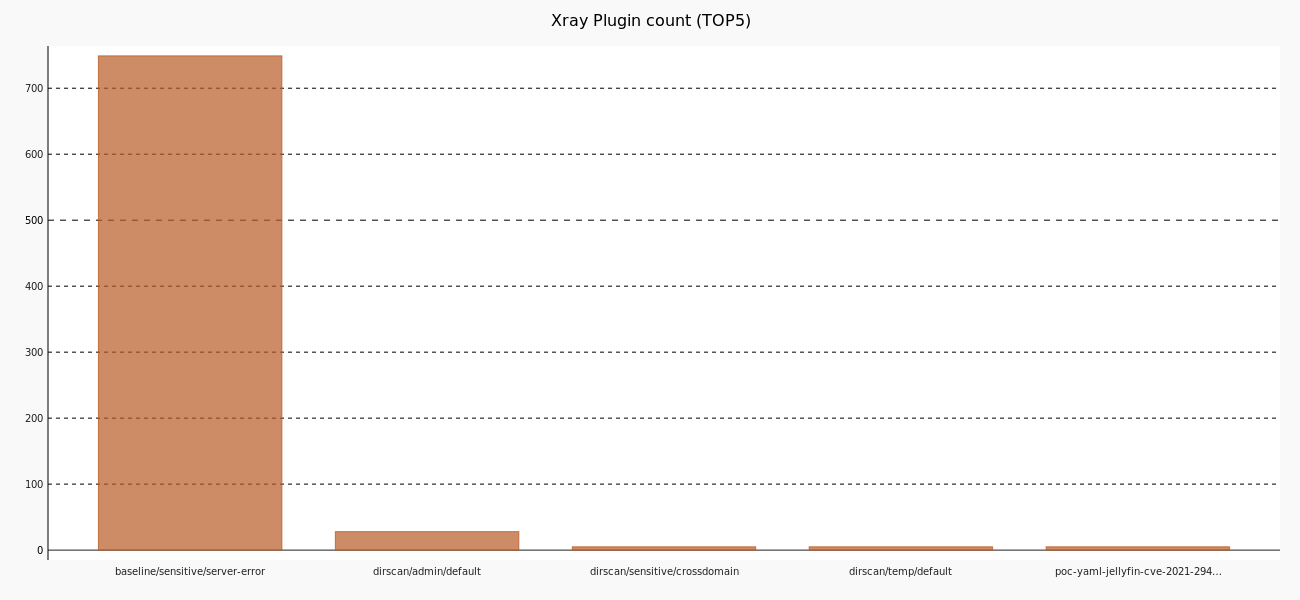 Xray Plugin count (TOP5)
700
600
500
400
300
200
100
0
baseline/sensitive/server-error
dirscan/admin/default
dirscan/sensitive/crossdomain
dirscan/temp/default
poc-yaml-jellyfin-cve-2021-294…